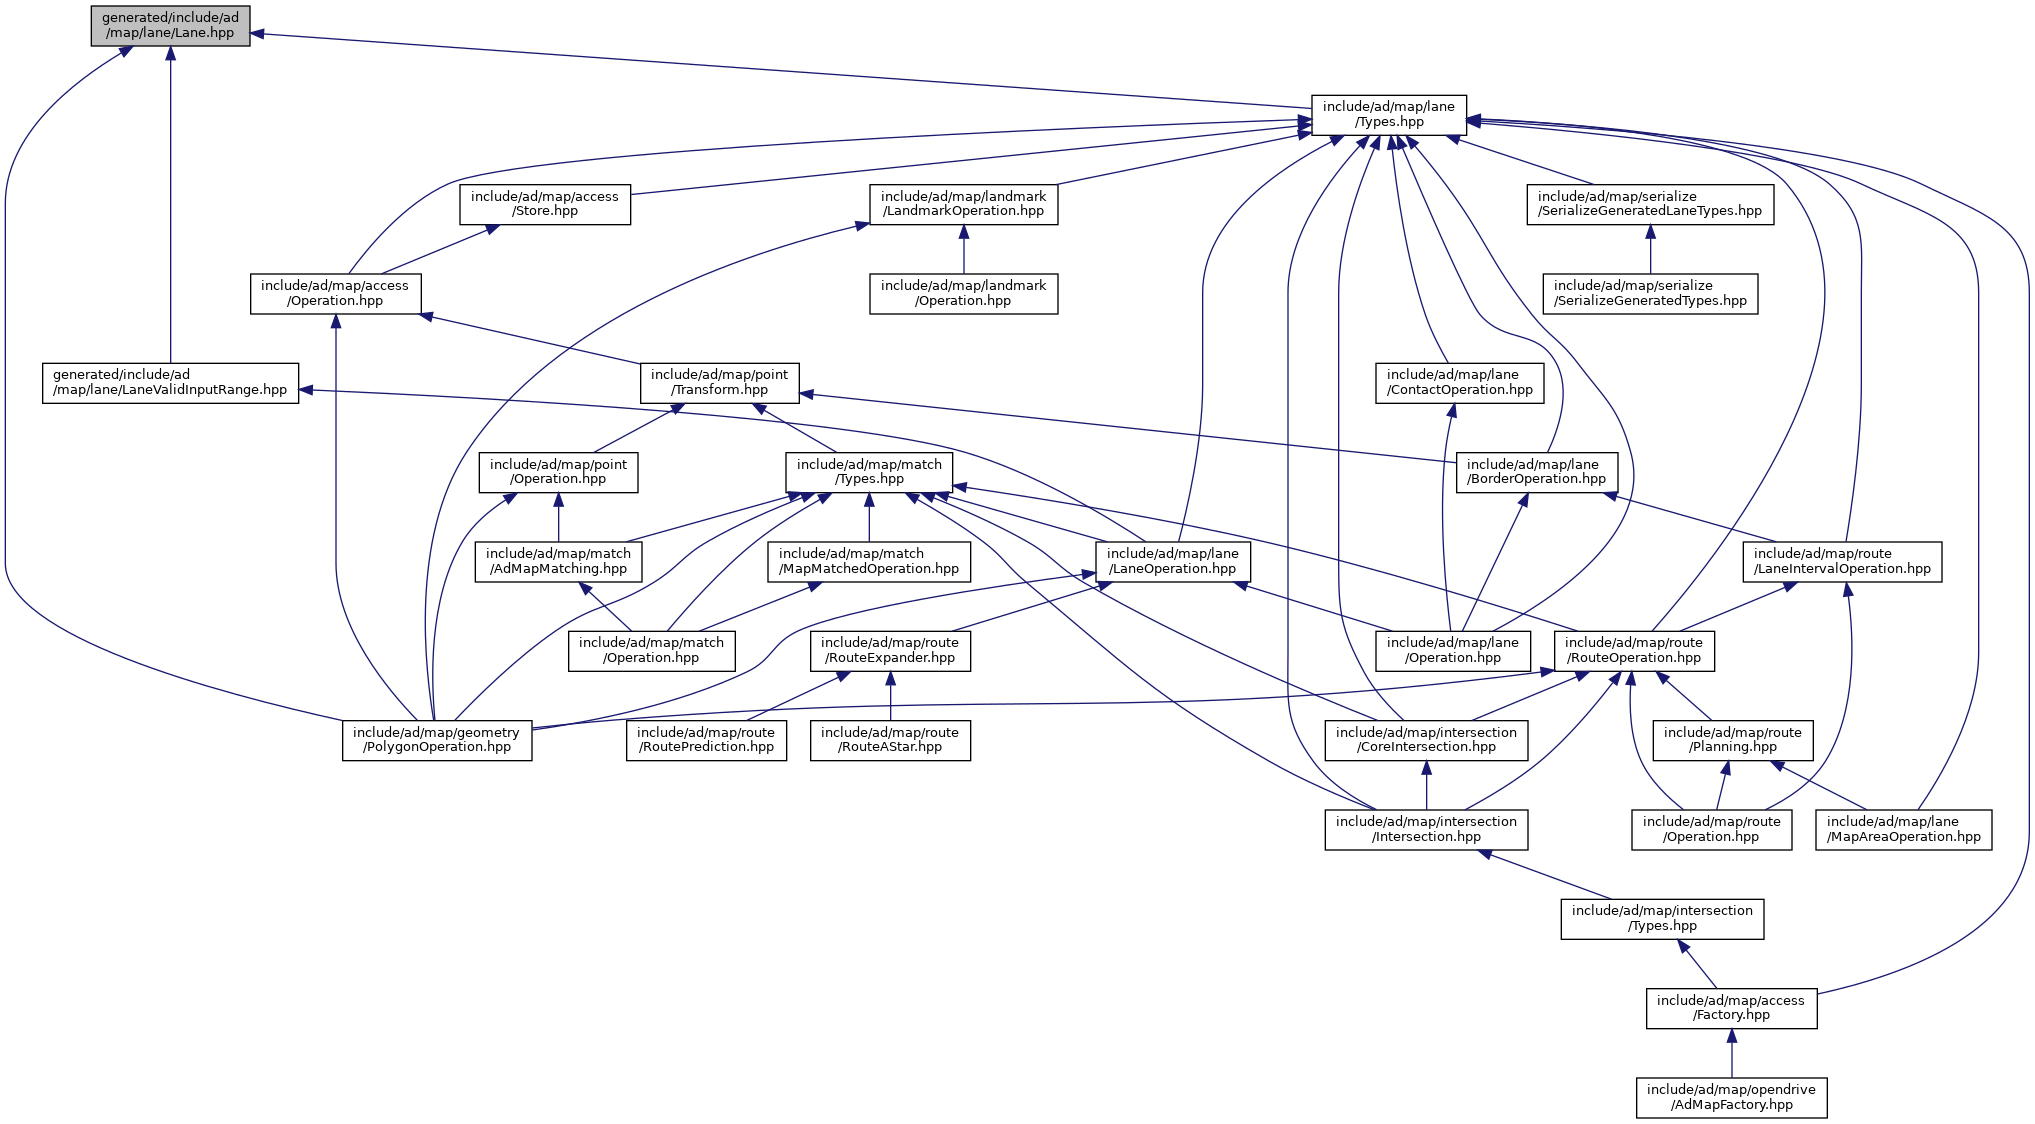 generated/include/ad
/map/lane/Lane.hpp
include/ad/map/lane
/Types.hpp
include/ad/map/access
/Store.hpp
include/ad/map/landmark
/LandmarkOperation.hpp
include/ad/map/serialize
/SerializeGeneratedLaneTypes.hpp
include/ad/map/access
/Operation.hpp
include/ad/map/landmark
/Operation.hpp
include/ad/map/serialize
/SerializeGeneratedTypes.hpp
generated/include/ad
/map/lane/LaneValidInputRange.hpp
include/ad/map/point
/Transform.hpp
include/ad/map/lane
/ContactOperation.hpp
include/ad/map/point
/Operation.hpp
include/ad/map/match
/Types.hpp
include/ad/map/lane
/BorderOperation.hpp
include/ad/map/match
/AdMapMatching.hpp
include/ad/map/match
/MapMatchedOperation.hpp
include/ad/map/lane
/LaneOperation.hpp
include/ad/map/route
/LaneIntervalOperation.hpp
include/ad/map/match
/Operation.hpp
include/ad/map/route
/RouteExpander.hpp
include/ad/map/lane
/Operation.hpp
include/ad/map/route
/RouteOperation.hpp
include/ad/map/geometry
/PolygonOperation.hpp
include/ad/map/route
/RoutePrediction.hpp
include/ad/map/route
/RouteAStar.hpp
include/ad/map/intersection
/CoreIntersection.hpp
include/ad/map/route
/Planning.hpp
include/ad/map/intersection
/Intersection.hpp
include/ad/map/route
/Operation.hpp
include/ad/map/lane
/MapAreaOperation.hpp
include/ad/map/intersection
/Types.hpp
include/ad/map/access
/Factory.hpp
include/ad/map/opendrive
/AdMapFactory.hpp